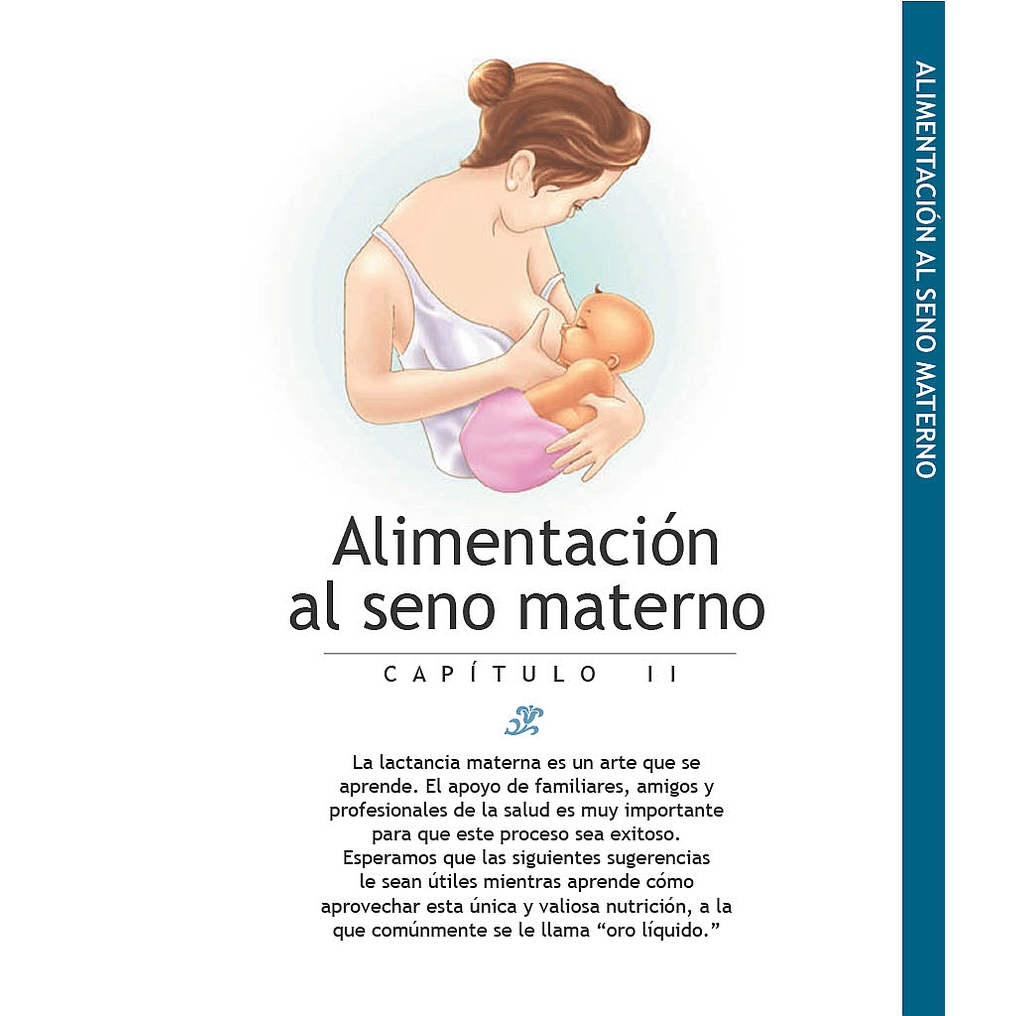 Alimentación
al seno materno
CAPÍTULO II
La lactancia materna es un arte que se
aprende. El apoyo de familiares, amigos y
profesionales de la salud es muy importante
para que este proceso sea exitoso.
Esperamos que las siguientes sugerencias
le sean útiles mientras aprende cómo
aprovechar esta única y valiosa nutrición, a la
que comúnmente se le llama “oro líquido.”
ALIMENTACIÓN AL SENO MATERNO